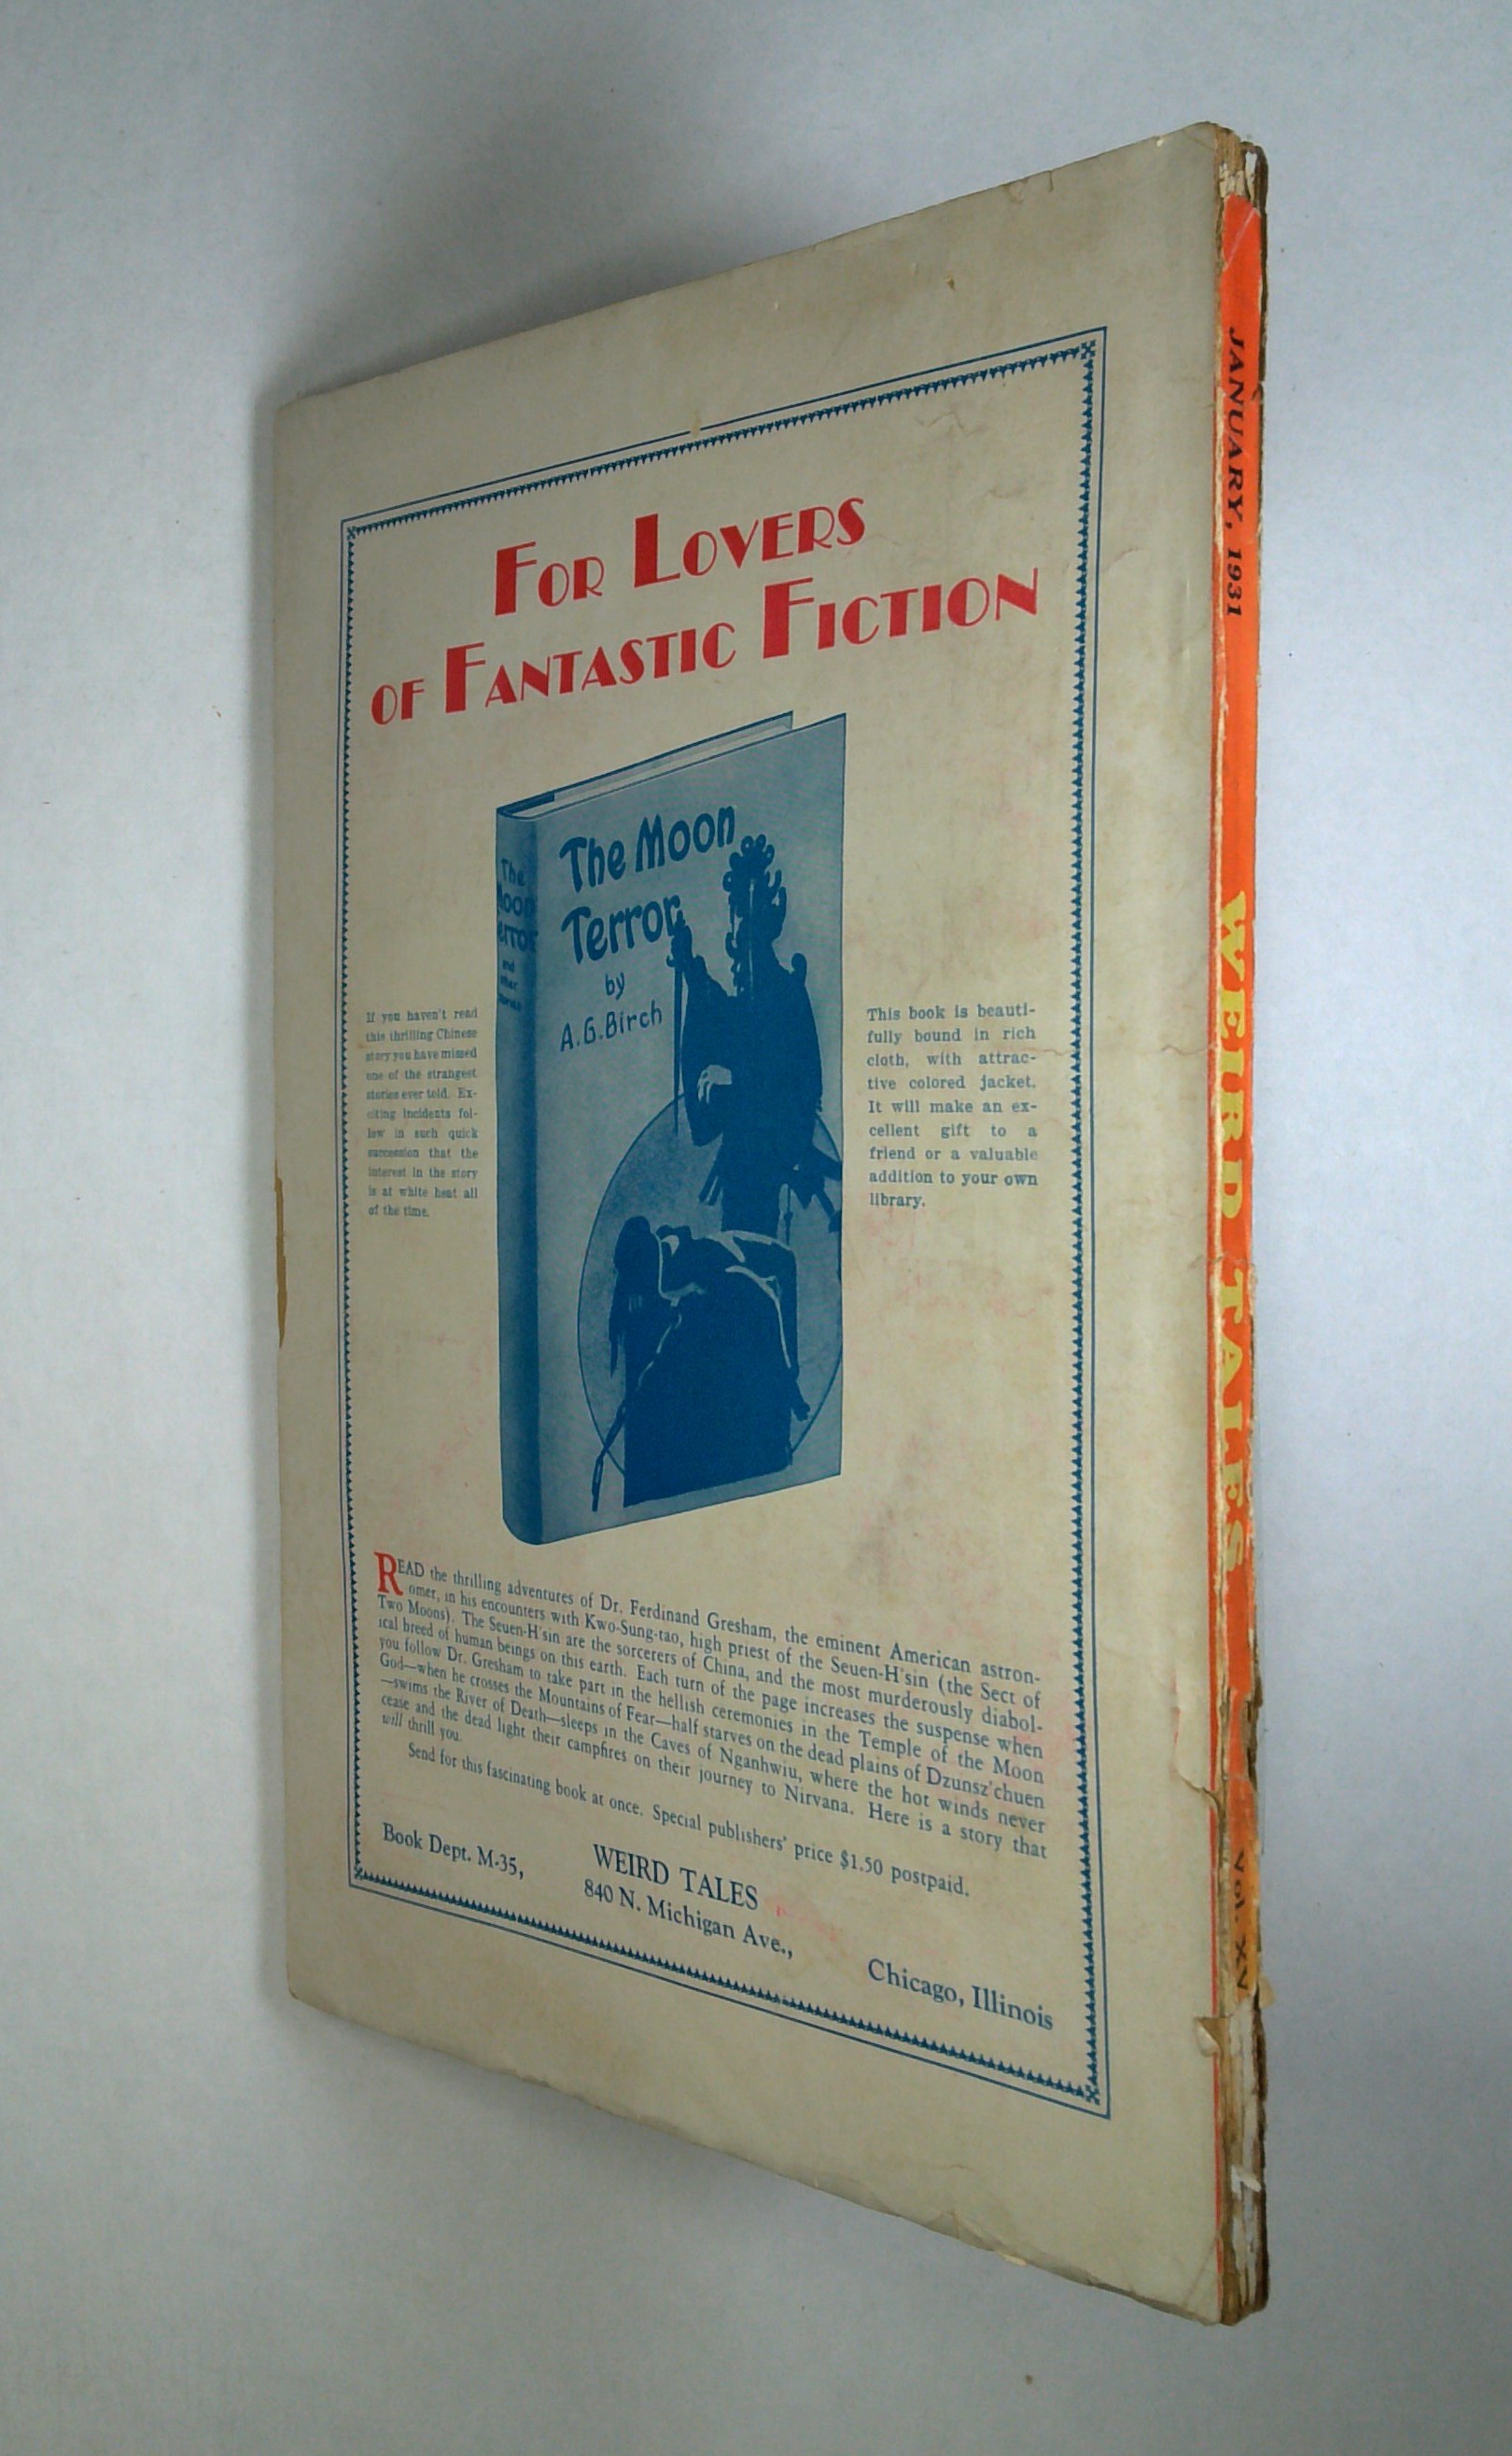 FOR LOVERS
OF FANTASTIC FICTION
The Moon
Terror
by
A.G.Birch
The
Moon
Terror
and
other
stories
If you haven't read
this thrilling Chinese
story you have missed
one of the strangest
stories ever told. Ex-
citing incidents fol-
low in such quick
succession that the
interest in the story
is at white heat all
of the time.
This book is beauti-
fully bound in rich
cloth, with attrac-
tive colored jacket.
It will make an ex-
cellent gift to a
friend or a valuable
addition to your own
library.
READ the thrilling adventures of Dr. Ferdinand Gresham, the eminent American astron-
omer, in his encounters with Kwo-Sung-tao, high priest of the Seuen-H'sin (the Sect of
Two Moons). The Seuen-H'sin are the sorcerers of China, and the most murderously diabol-
ical breed of human beings on this earth. Each turn of the page increases the suspense when
you follow Dr. Gresham to take part in the hellish ceremonies in the Temple of the Moon
God—when he crosses the Mountains of Fear—half starves on the dead plains of Dzunsz'chuen
—swims the River of Death—sleeps in the Caves of Nganhwiu, where the hot winds never
cease and the dead light their campfires on their journey to Nirvana. Here is a story that
will thrill you.
Send for this fascinating book at once. Special publishers' price $1.50 postpaid.
WEIRD TALES
Book Dept. M-35, 840 N. Michigan Ave., Chicago, Illinois
JANUARY, 1931
WEIRD TALES
Vol. XV